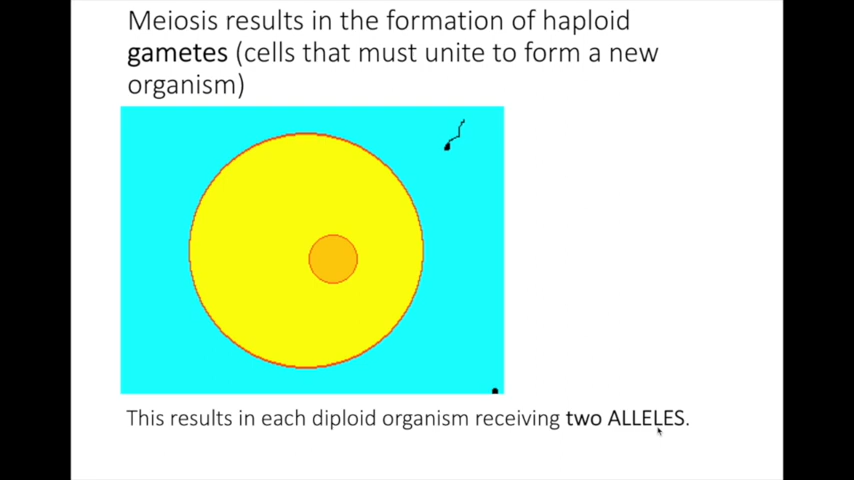 Meiosis results in the formation of haploid
gametes (cells that must unite to form a new
organism)
This results in each diploid organism receiving two ALLELES.